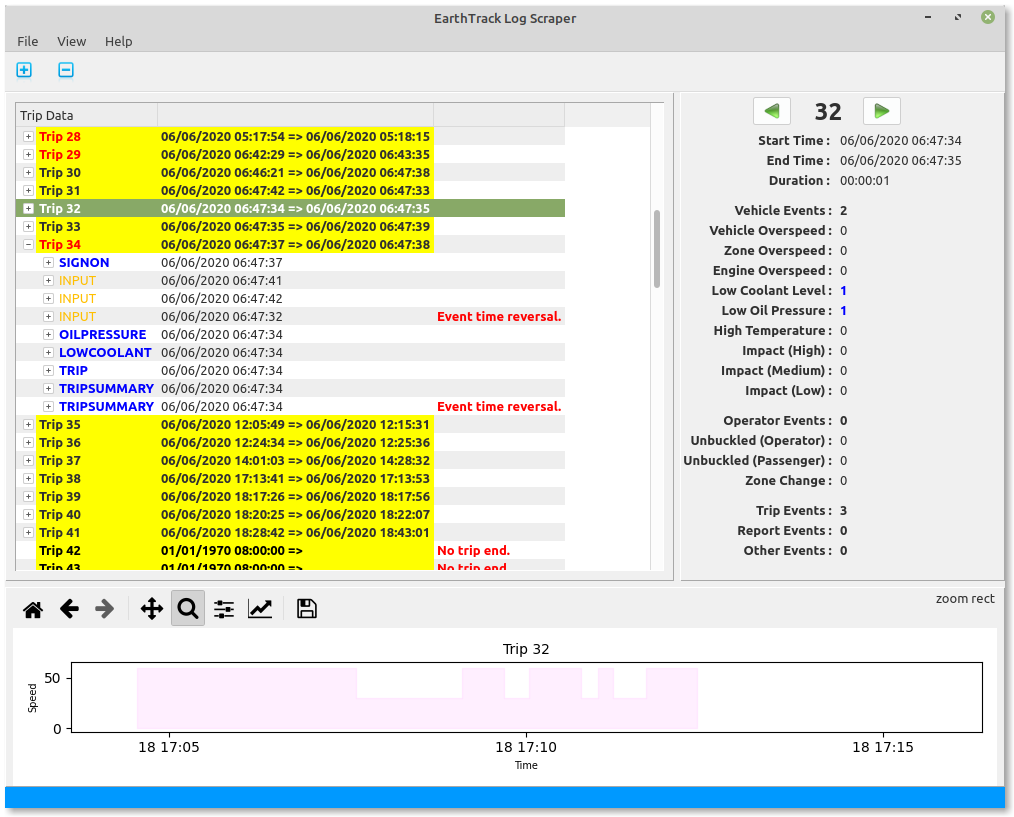 EarthTrack Log Scraper
File View Help
Trip Data
Trip 28 06/06/2020 05:17:54 => 06/06/2020 05:18:15
Trip 29 06/06/2020 06:42:29 => 06/06/2020 06:43:35
Trip 30 06/06/2020 06:46:21 => 06/06/2020 06:47:38
Trip 31 06/06/2020 06:47:42 => 06/06/2020 06:47:33
Trip 32 06/06/2020 06:47:34 => 06/06/2020 06:47:35
Trip 33 06/06/2020 06:47:35 => 06/06/2020 06:47:39
Trip 34 06/06/2020 06:47:37 => 06/06/2020 06:47:38
SIGNON 06/06/2020 06:47:37
INPUT 06/06/2020 06:47:41
INPUT 06/06/2020 06:47:42
INPUT 06/06/2020 06:47:32 Event time reversal.
OILPRESSURE 06/06/2020 06:47:34
LOWCOOLANT 06/06/2020 06:47:34
TRIP 06/06/2020 06:47:34
TRIPSUMMARY 06/06/2020 06:47:34
TRIPSUMMARY 06/06/2020 06:47:34 Event time reversal.
Trip 35 06/06/2020 12:05:49 => 06/06/2020 12:15:31
Trip 36 06/06/2020 12:24:34 => 06/06/2020 12:25:36
Trip 37 06/06/2020 14:01:03 => 06/06/2020 14:28:32
Trip 38 06/06/2020 17:13:41 => 06/06/2020 17:13:53
Trip 39 06/06/2020 18:17:26 => 06/06/2020 18:17:56
Trip 40 06/06/2020 18:20:25 => 06/06/2020 18:22:07
Trip 41 06/06/2020 18:28:42 => 06/06/2020 18:43:01
Trip 42 01/01/1970 08:00:00 => No trip end.
Trip 43 01/01/1970 08:00:00 => No trip end.
32
Start Time : 06/06/2020 06:47:34
End Time : 06/06/2020 06:47:35
Duration : 00:00:01
Vehicle Events : 2
Vehicle Overspeed : 0
Zone Overspeed : 0
Engine Overspeed : 0
Low Coolant Level : 1
Low Oil Pressure : 1
High Temperature : 0
Impact (High) : 0
Impact (Medium) : 0
Impact (Low) : 0
Operator Events : 0
Unbuckled (Operator) : 0
Unbuckled (Passenger) : 0
Zone Change : 0
Trip Events : 3
Report Events : 0
Other Events : 0
zoom rect
Trip 32
Speed
50
0
18 17:05 18 17:10 18 17:15
Time